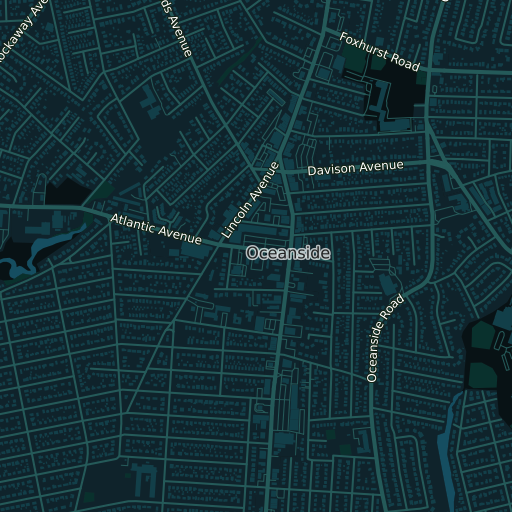 Foxhurst Road
Davison Avenue
Lincoln Avenue
Atlantic Avenue
Oceanside
Oceanside Road